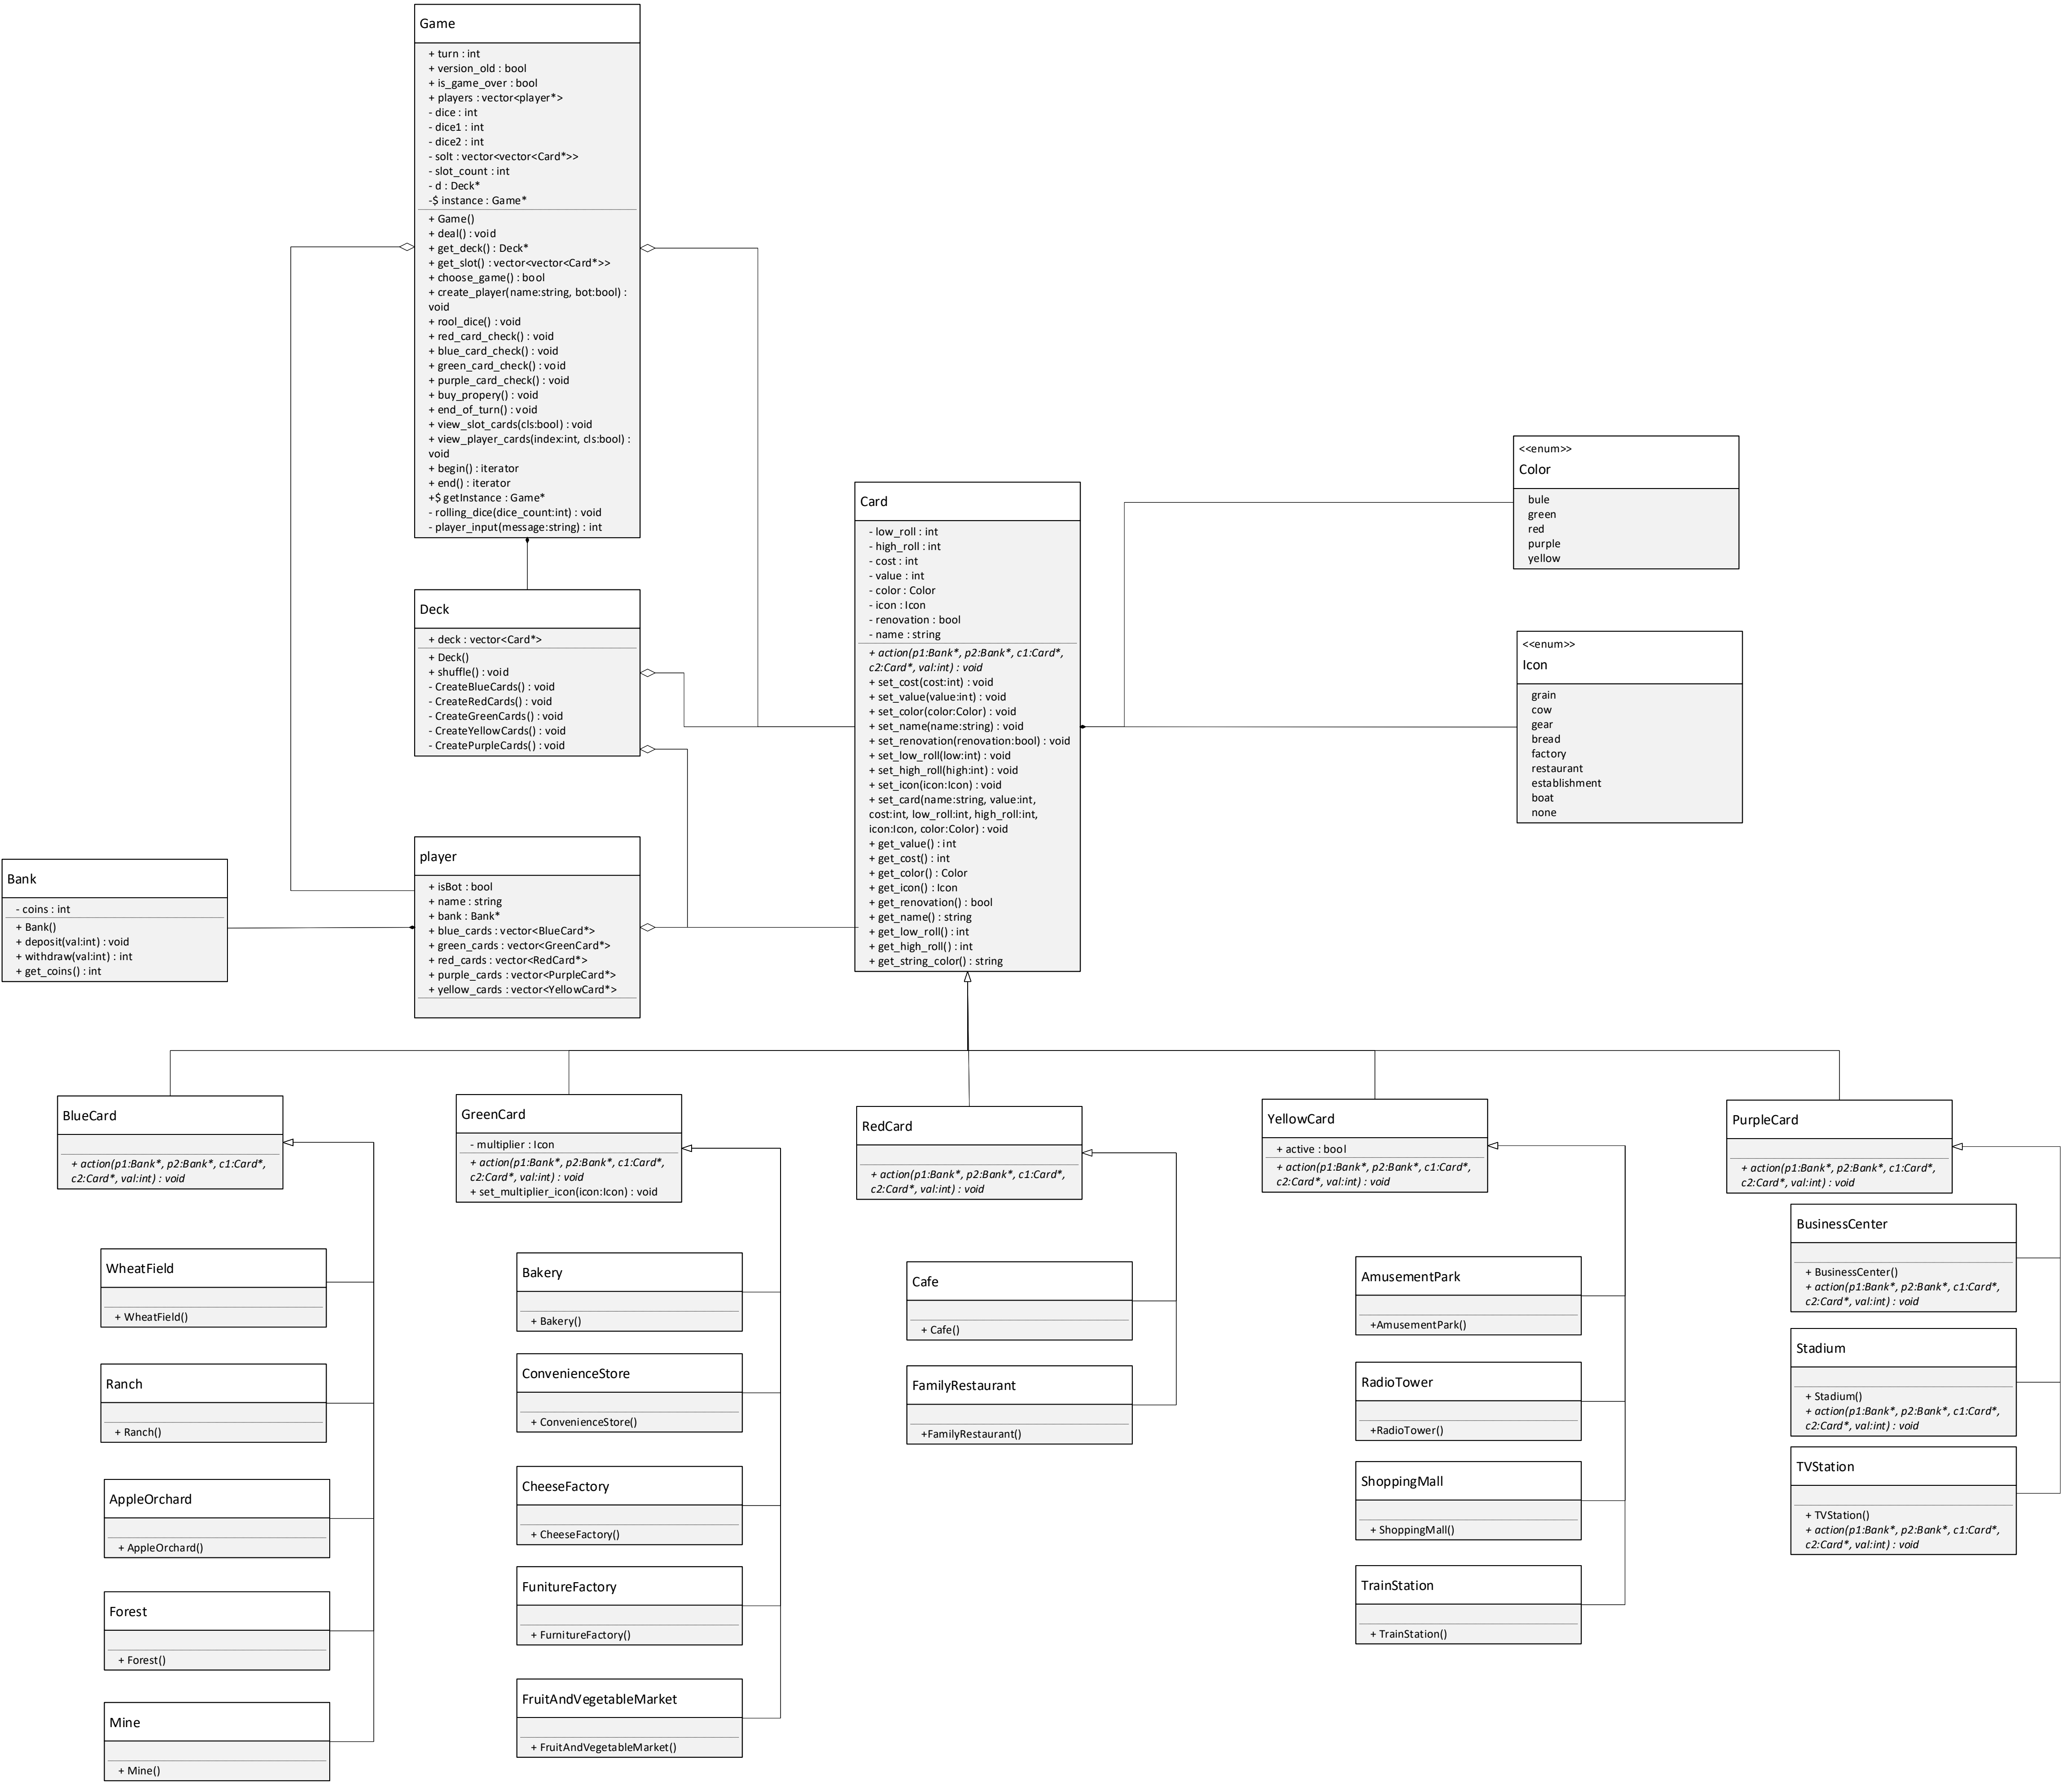 Game
+ turn : int
+ version_old : bool
+ is_game_over : bool
+ players : vector<player*>
- dice : int
- dice1 : int
- dice2 : int
- solt : vector<vector<Card*>>
- slot_count : int
- d : Deck*
-$ instance : Game*
+ Game()
+ deal() : void
+ get_deck() : Deck*
+ get_slot() : vector<vector<Card*>>
+ choose_game() : bool
+ create_player(name:string, bot:bool) :
void
+ rool_dice() : void
+ red_card_check() : void
+ blue_card_check() : void
+ green_card_check() : void
+ purple_card_check() : void
+ buy_propery() : void
+ end_of_turn() : void
+ view_slot_cards(cls:bool) : void
+ view_player_cards(index:int, cls:bool) :
void
+ begin() : iterator
+ end() : iterator
+$ getInstance : Game*
- rolling_dice(dice_count:int) : void
- player_input(message:string) : int
Deck
+ deck : vector<Card*>
+ Deck()
+ shuffle() : void
- CreateBlueCards() : void
- CreateRedCards() : void
- CreateGreenCards() : void
- CreateYellowCards() : void
- CreatePurpleCards() : void
Bank
- coins : int
+ Bank()
+ deposit(val:int) : void
+ withdraw(val:int) : int
+ get_coins() : int
player
+ isBot : bool
+ name : string
+ bank : Bank*
+ blue_cards : vector<BlueCard*>
+ green_cards : vector<GreenCard*>
+ red_cards : vector<RedCard*>
+ purple_cards : vector<PurpleCard*>
+ yellow_cards : vector<YellowCard*>
Card
- low_roll : int
- high_roll : int
- cost : int
- value : int
- color : Color
- icon : Icon
- renovation : bool
- name : string
+ action(p1:Bank*, p2:Bank*, c1:Card*,
c2:Card*, val:int) : void
+ set_cost(cost:int) : void
+ set_value(value:int) : void
+ set_color(color:Color) : void
+ set_name(name:string) : void
+ set_renovation(renovation:bool) : void
+ set_low_roll(low:int) : void
+ set_high_roll(high:int) : void
+ set_icon(icon:Icon) : void
+ set_card(name:string, value:int,
cost:int, low_roll:int, high_roll:int,
icon:Icon, color:Color) : void
+ get_value() : int
+ get_cost() : int
+ get_color() : Color
+ get_icon() : Icon
+ get_renovation() : bool
+ get_name() : string
+ get_low_roll() : int
+ get_high_roll() : int
+ get_string_color() : string
<<enum>>
Color
bule
green
red
purple
yellow
<<enum>>
Icon
grain
cow
gear
bread
factory
restaurant
establishment
boat
none
BlueCard
+ action(p1:Bank*, p2:Bank*, c1:Card*,
c2:Card*, val:int) : void
WheatField
+ WheatField()
Ranch
+ Ranch()
AppleOrchard
+ AppleOrchard()
Forest
+ Forest()
Mine
+ Mine()
GreenCard
- multiplier : Icon
+ action(p1:Bank*, p2:Bank*, c1:Card*,
c2:Card*, val:int) : void
+ set_multiplier_icon(icon:Icon) : void
Bakery
+ Bakery()
ConvenienceStore
+ ConvenienceStore()
CheeseFactory
+ CheeseFactory()
FunitureFactory
+ FurnitureFactory()
FruitAndVegetableMarket
+ FruitAndVegetableMarket()
RedCard
+ action(p1:Bank*, p2:Bank*, c1:Card*,
c2:Card*, val:int) : void
Cafe
+ Cafe()
FamilyRestaurant
+FamilyRestaurant()
YellowCard
+ active : bool
+ action(p1:Bank*, p2:Bank*, c1:Card*,
c2:Card*, val:int) : void
AmusementPark
+AmusementPark()
RadioTower
+RadioTower()
ShoppingMall
+ ShoppingMall()
TrainStation
+ TrainStation()
PurpleCard
+ action(p1:Bank*, p2:Bank*, c1:Card*,
c2:Card*, val:int) : void
BusinessCenter
+ BusinessCenter()
+ action(p1:Bank*, p2:Bank*, c1:Card*,
c2:Card*, val:int) : void
Stadium
+ Stadium()
+ action(p1:Bank*, p2:Bank*, c1:Card*,
c2:Card*, val:int) : void
TVStation
+ TVStation()
+ action(p1:Bank*, p2:Bank*, c1:Card*,
c2:Card*, val:int) : void